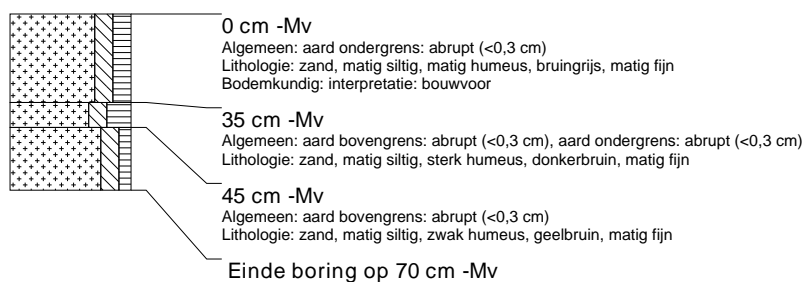 0 cm -Mv
Algemeen: aard ondergrens: abrupt (<0,3 cm)
Lithologie: zand, matig siltig, matig humeus, bruingrijs, matig fijn
Bodemkundig: interpretatie: bouwvoor
35 cm -Mv
Algemeen: aard bovengrens: abrupt (<0,3 cm), aard ondergrens: abrupt (<0,3 cm)
Lithologie: zand, matig siltig, sterk humeus, donkerbruin, matig fijn
45 cm -Mv
Algemeen: aard bovengrens: abrupt (<0,3 cm)
Lithologie: zand, matig siltig, zwak humeus, geelbruin, matig fijn
Einde boring op 70 cm -Mv